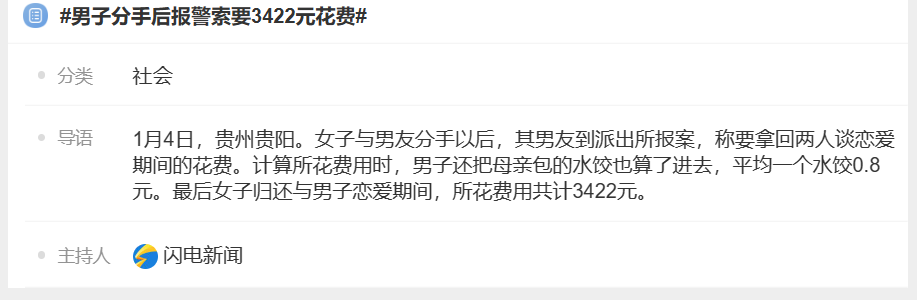 #男子分手后报警索要3422元花费#
分类
社会
导语
1月4日，贵州贵阳。女子与男友分手以后，其男友到派出所报案，称要拿回两人谈恋爱
期间的花费。计算所花费用时，男子还把母亲包的水饺也算了进去，平均一个水饺0.8
元。最后女子归还与男子恋爱期间，所花费用共计3422元。
主持人
闪电新闻